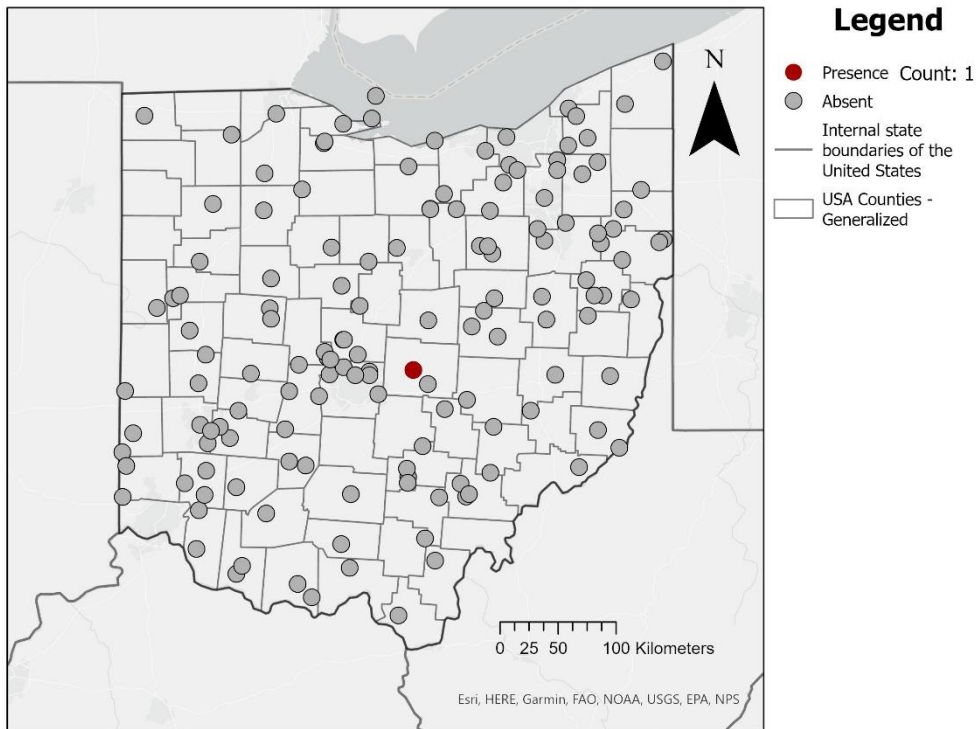 Legend
N
Presence Count: 1
Absent
Internal state
boundaries of the
United States
USA Counties -
Generalized
0 25 50 100 Kilometers
Esri, HERE, Garmin, FAO, NOAA, USGS, EPA, NPS